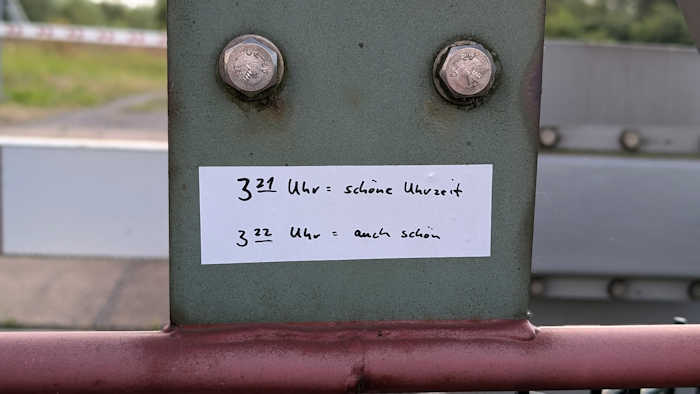 3 21 Uhr = schöne Uhrzeit
3 22 Uhr = auch schön